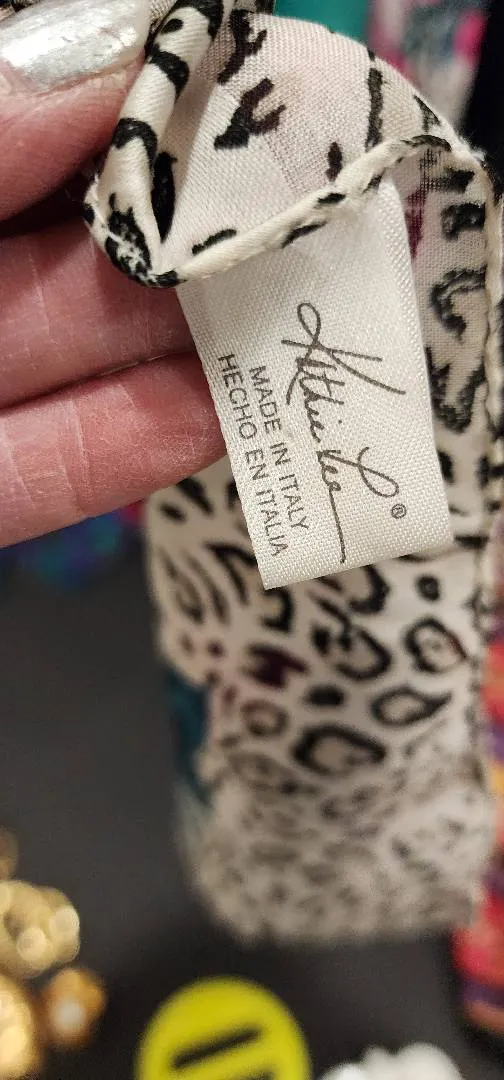 Kathie Lee®
MADE IN ITALY
HECHO EN ITALIA